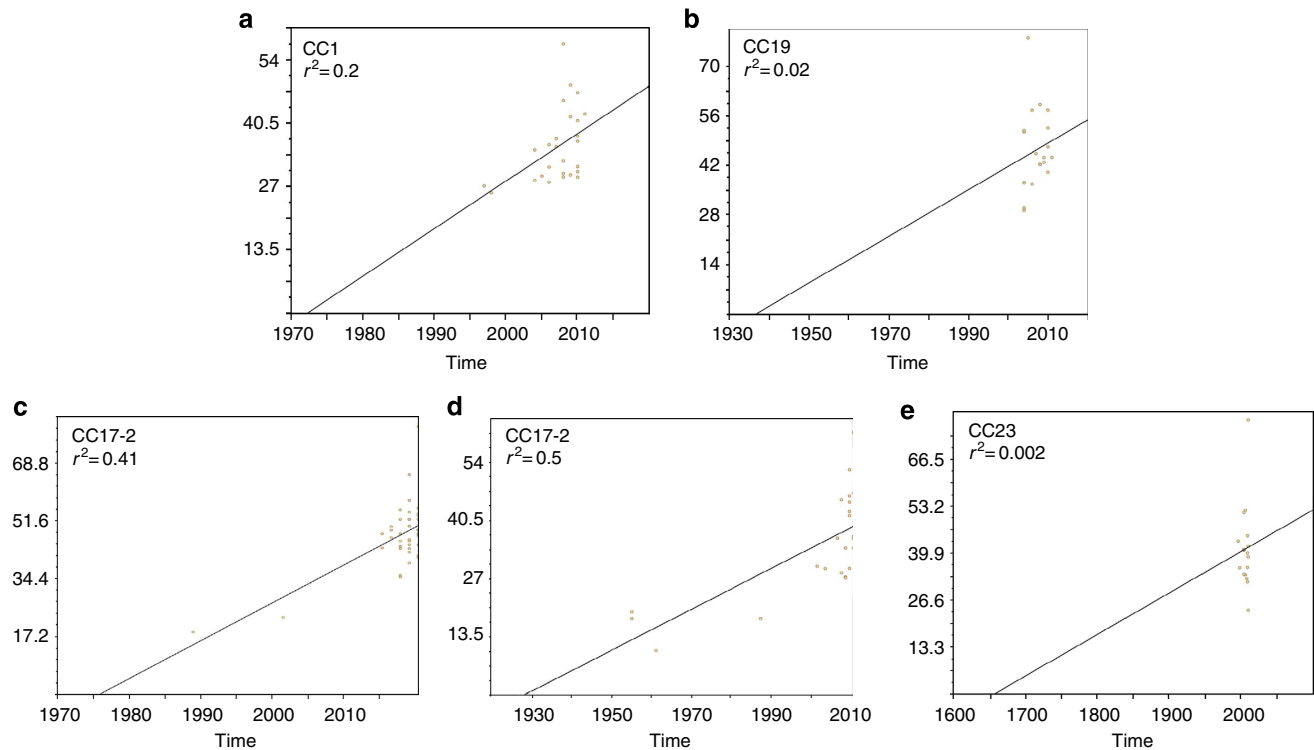 a
CC1
r²=0.2
54
40.5
27
13.5
1970 1980 1990 2000 2010
Time
b
CC19
r²=0.02
70
56
42
28
14
1930 1950 1970 1990 2010
Time
c
CC17-2
r²=0.41
68.8
51.6
34.4
17.2
1970 1980 1990 2000 2010
Time
d
CC17-2
r²=0.5
54
40.5
27
13.5
1930 1950 1970 1990 2010
Time
e
CC23
r²=0.002
66.5
53.2
39.9
26.6
13.3
1600 1700 1800 1900 2000
Time